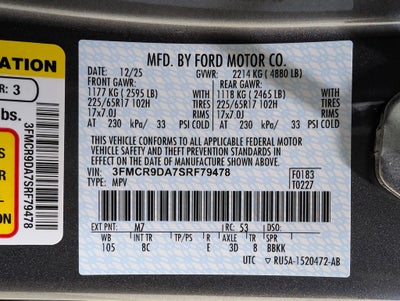 ATION
R: 3
lbs.
3FMCR9DA7SRF79478
MFD. BY FORD MOTOR CO.
DATE: 12/25 GVWR: 2214 KG (4880 LB)
FRONT GAWR: REAR GAWR:
1177 KG (2595 LB) WITH 1118 KG (2465 LB) WITH
225/65R17 102H TIRES 225/65R17 102H TIRES
17x7.0J RIMS 17x7.0J RIMS
AT 230 kPa/ 33 PSI COLD AT 230 kPa/ 33 PSI COLD
THIS VEHICLE CONFORMS TO ALL APPLICABLE FEDERAL MOTOR
VEHICLE SAFETY AND THEFT PREVENTION STANDARDS IN
EFFECT ON THE DATE OF MANUFACTURE SHOWN ABOVE.
VIN: 3FMCR9DA7SRF79478 F0183
TYPE: MPV T0227
EXT PNT: M7 RC: 53 DSO:
WB INT TR TP/PS R AXLE TR SPR
105 8C E 3D 8 BBKK
UTC RU5A-1520472-AB